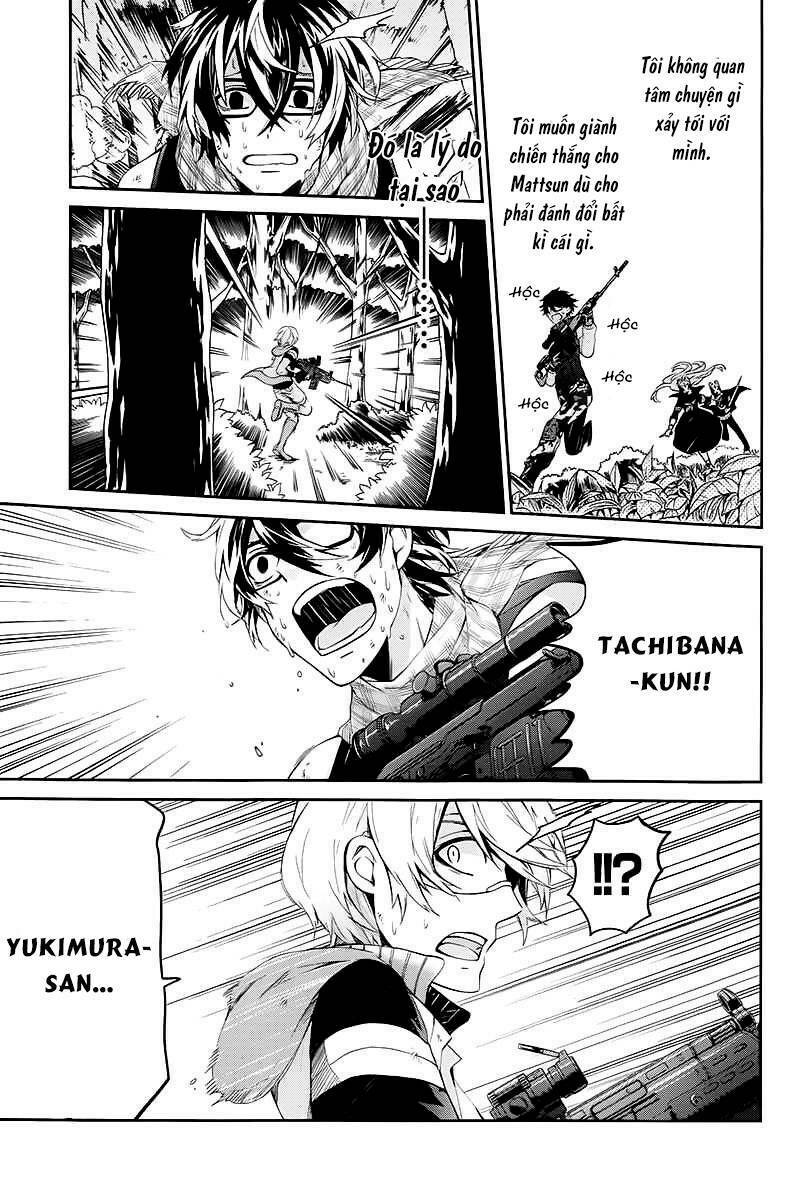 Tôi không quan
tâm chuyện gì
xảy tới với
mình.
Tôi muốn giành
chiến thắng cho
Mattsun dù cho
phải đánh đổi bất
kì cái gì.
Hộc
Hộc
Hộc
Hộc
Đó là lý do
tại sao
TACHIBANA
-KUN!!
!!?
YUKIMURA-
SAN...